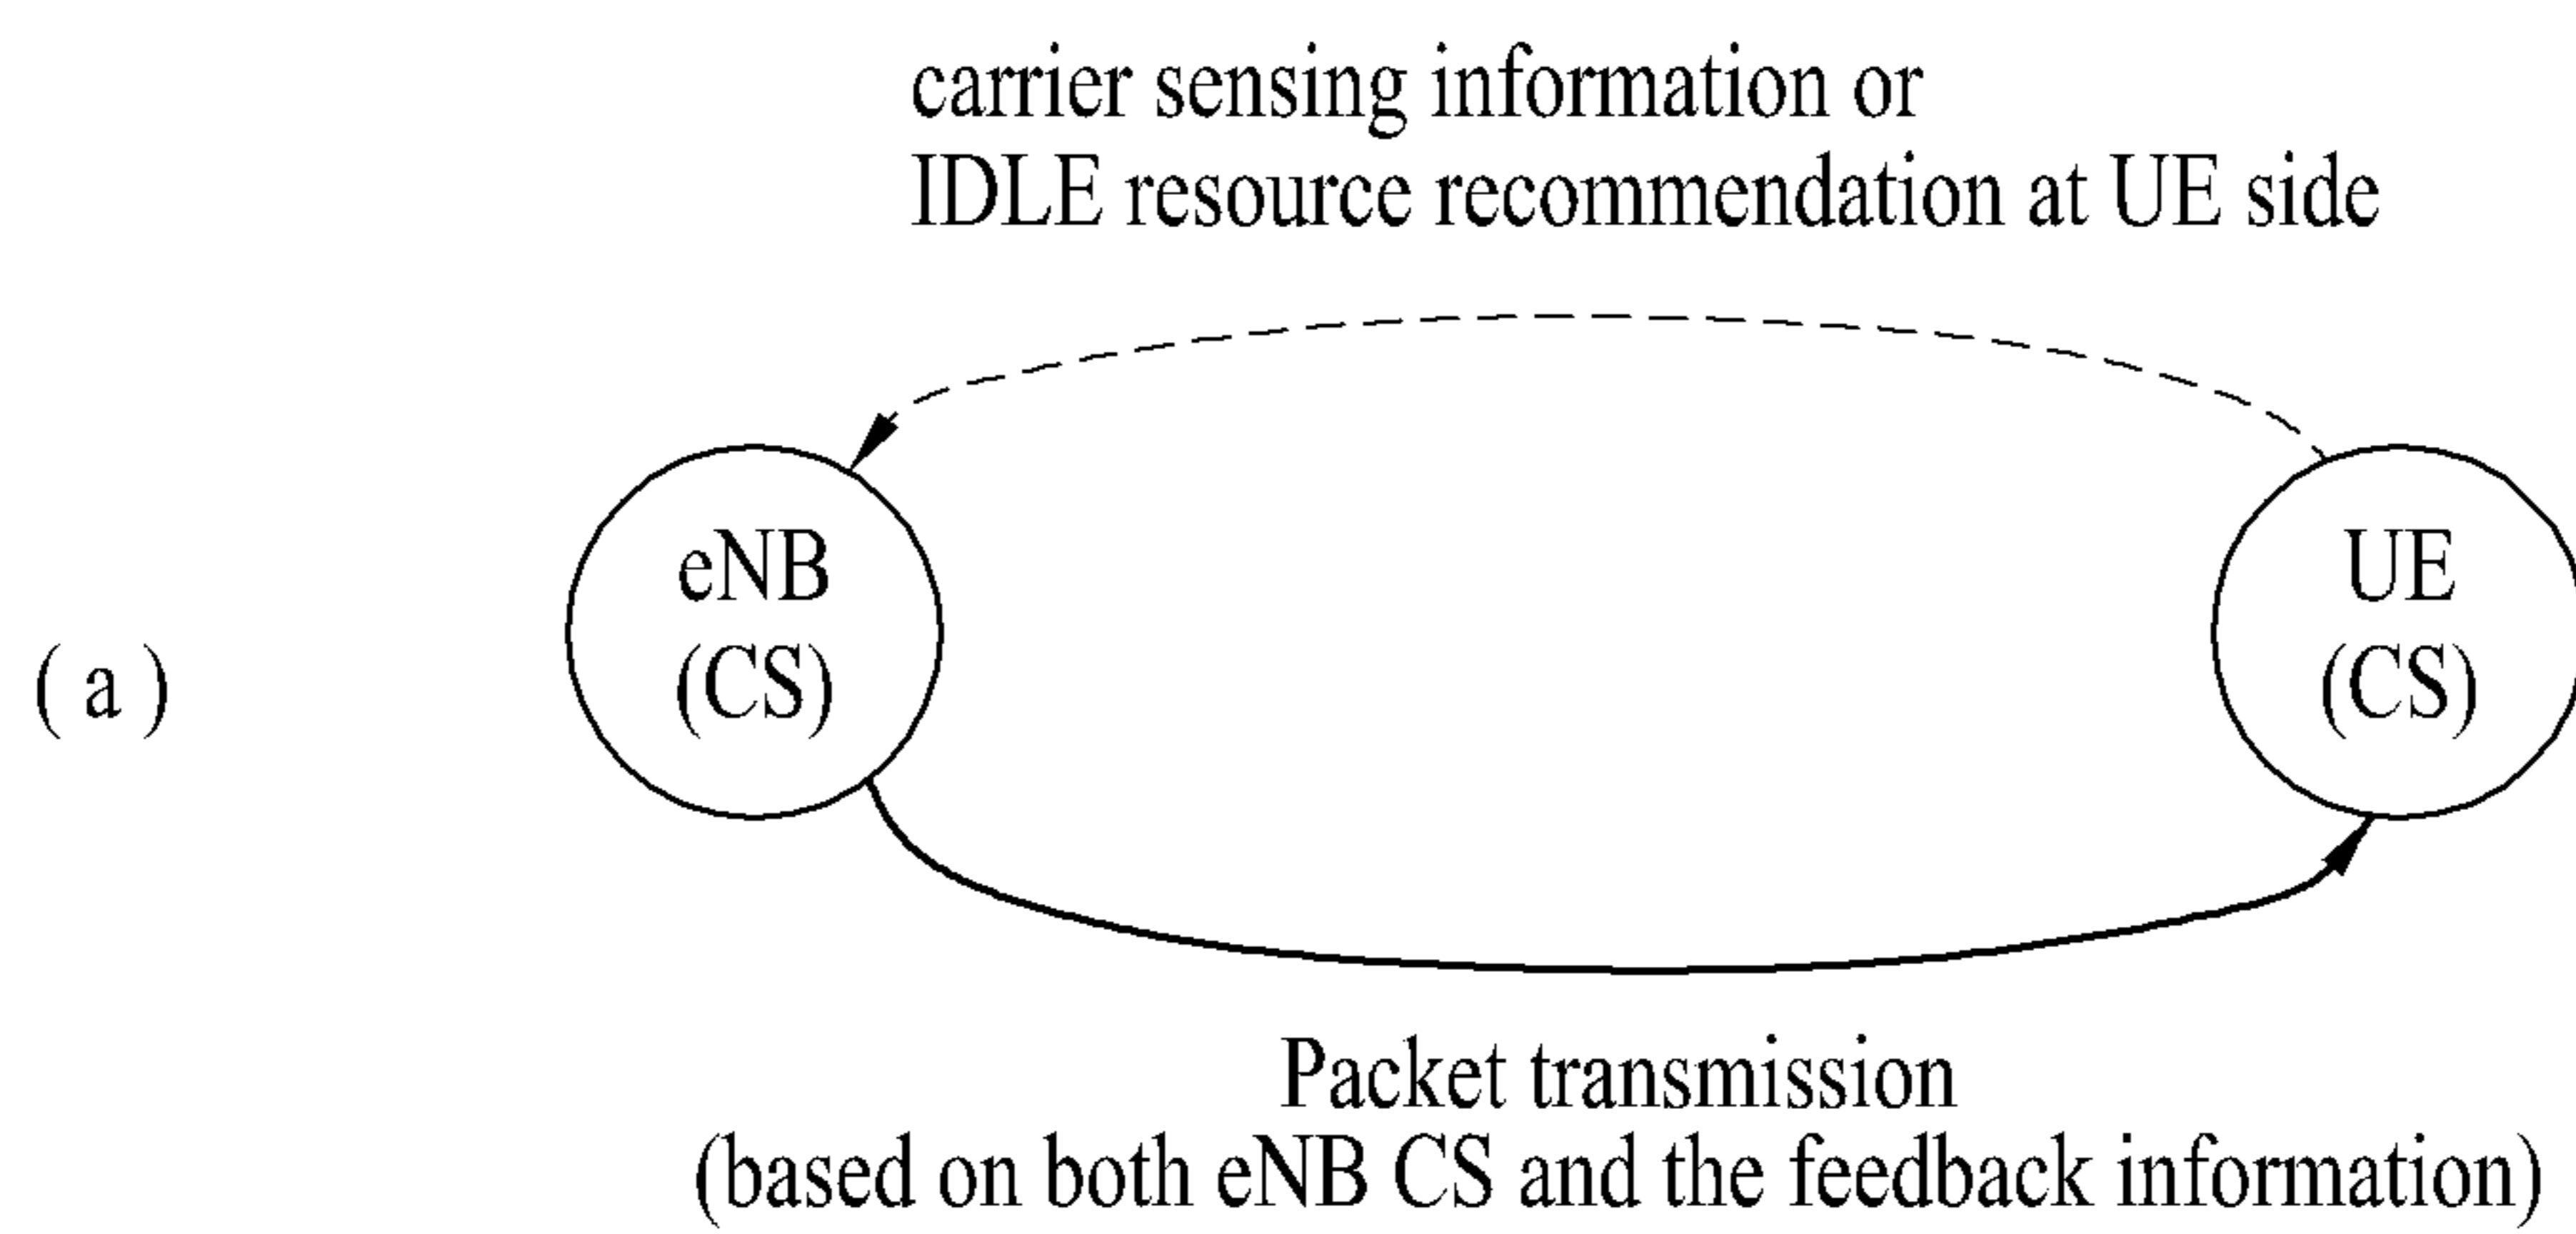 carrier sensing information or
IDLE resource recommendation at UE side
eNB
(CS)
UE
(CS)
( a )
Packet transmission
(based on both eNB CS and the feedback information)